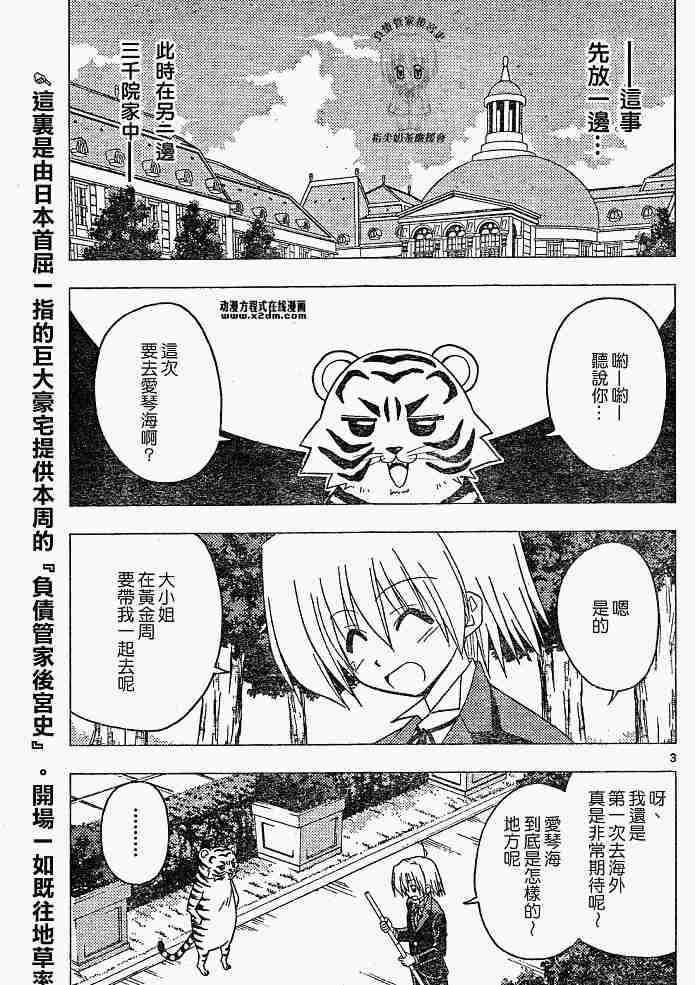 ——這事
先放一邊…
負債管家後宮史
指尖奶茶廠援會
此時在另一邊
三千院家中——
這裏是由日本首屈一指的巨大豪宅提供本周的『負債管家後宮史』。開場一如既往地草率
动漫方程式在线漫画
www.x2dm.com
喲—喲—
聽說你…
這次
要去愛琴海啊？
嗯
是的
大小姐
在黃金周
要帶我一起去呢
3
呀、
我還是
第一次去海外
真是非常期待呢~
愛琴海
到底是怎樣的~
地方呢
………